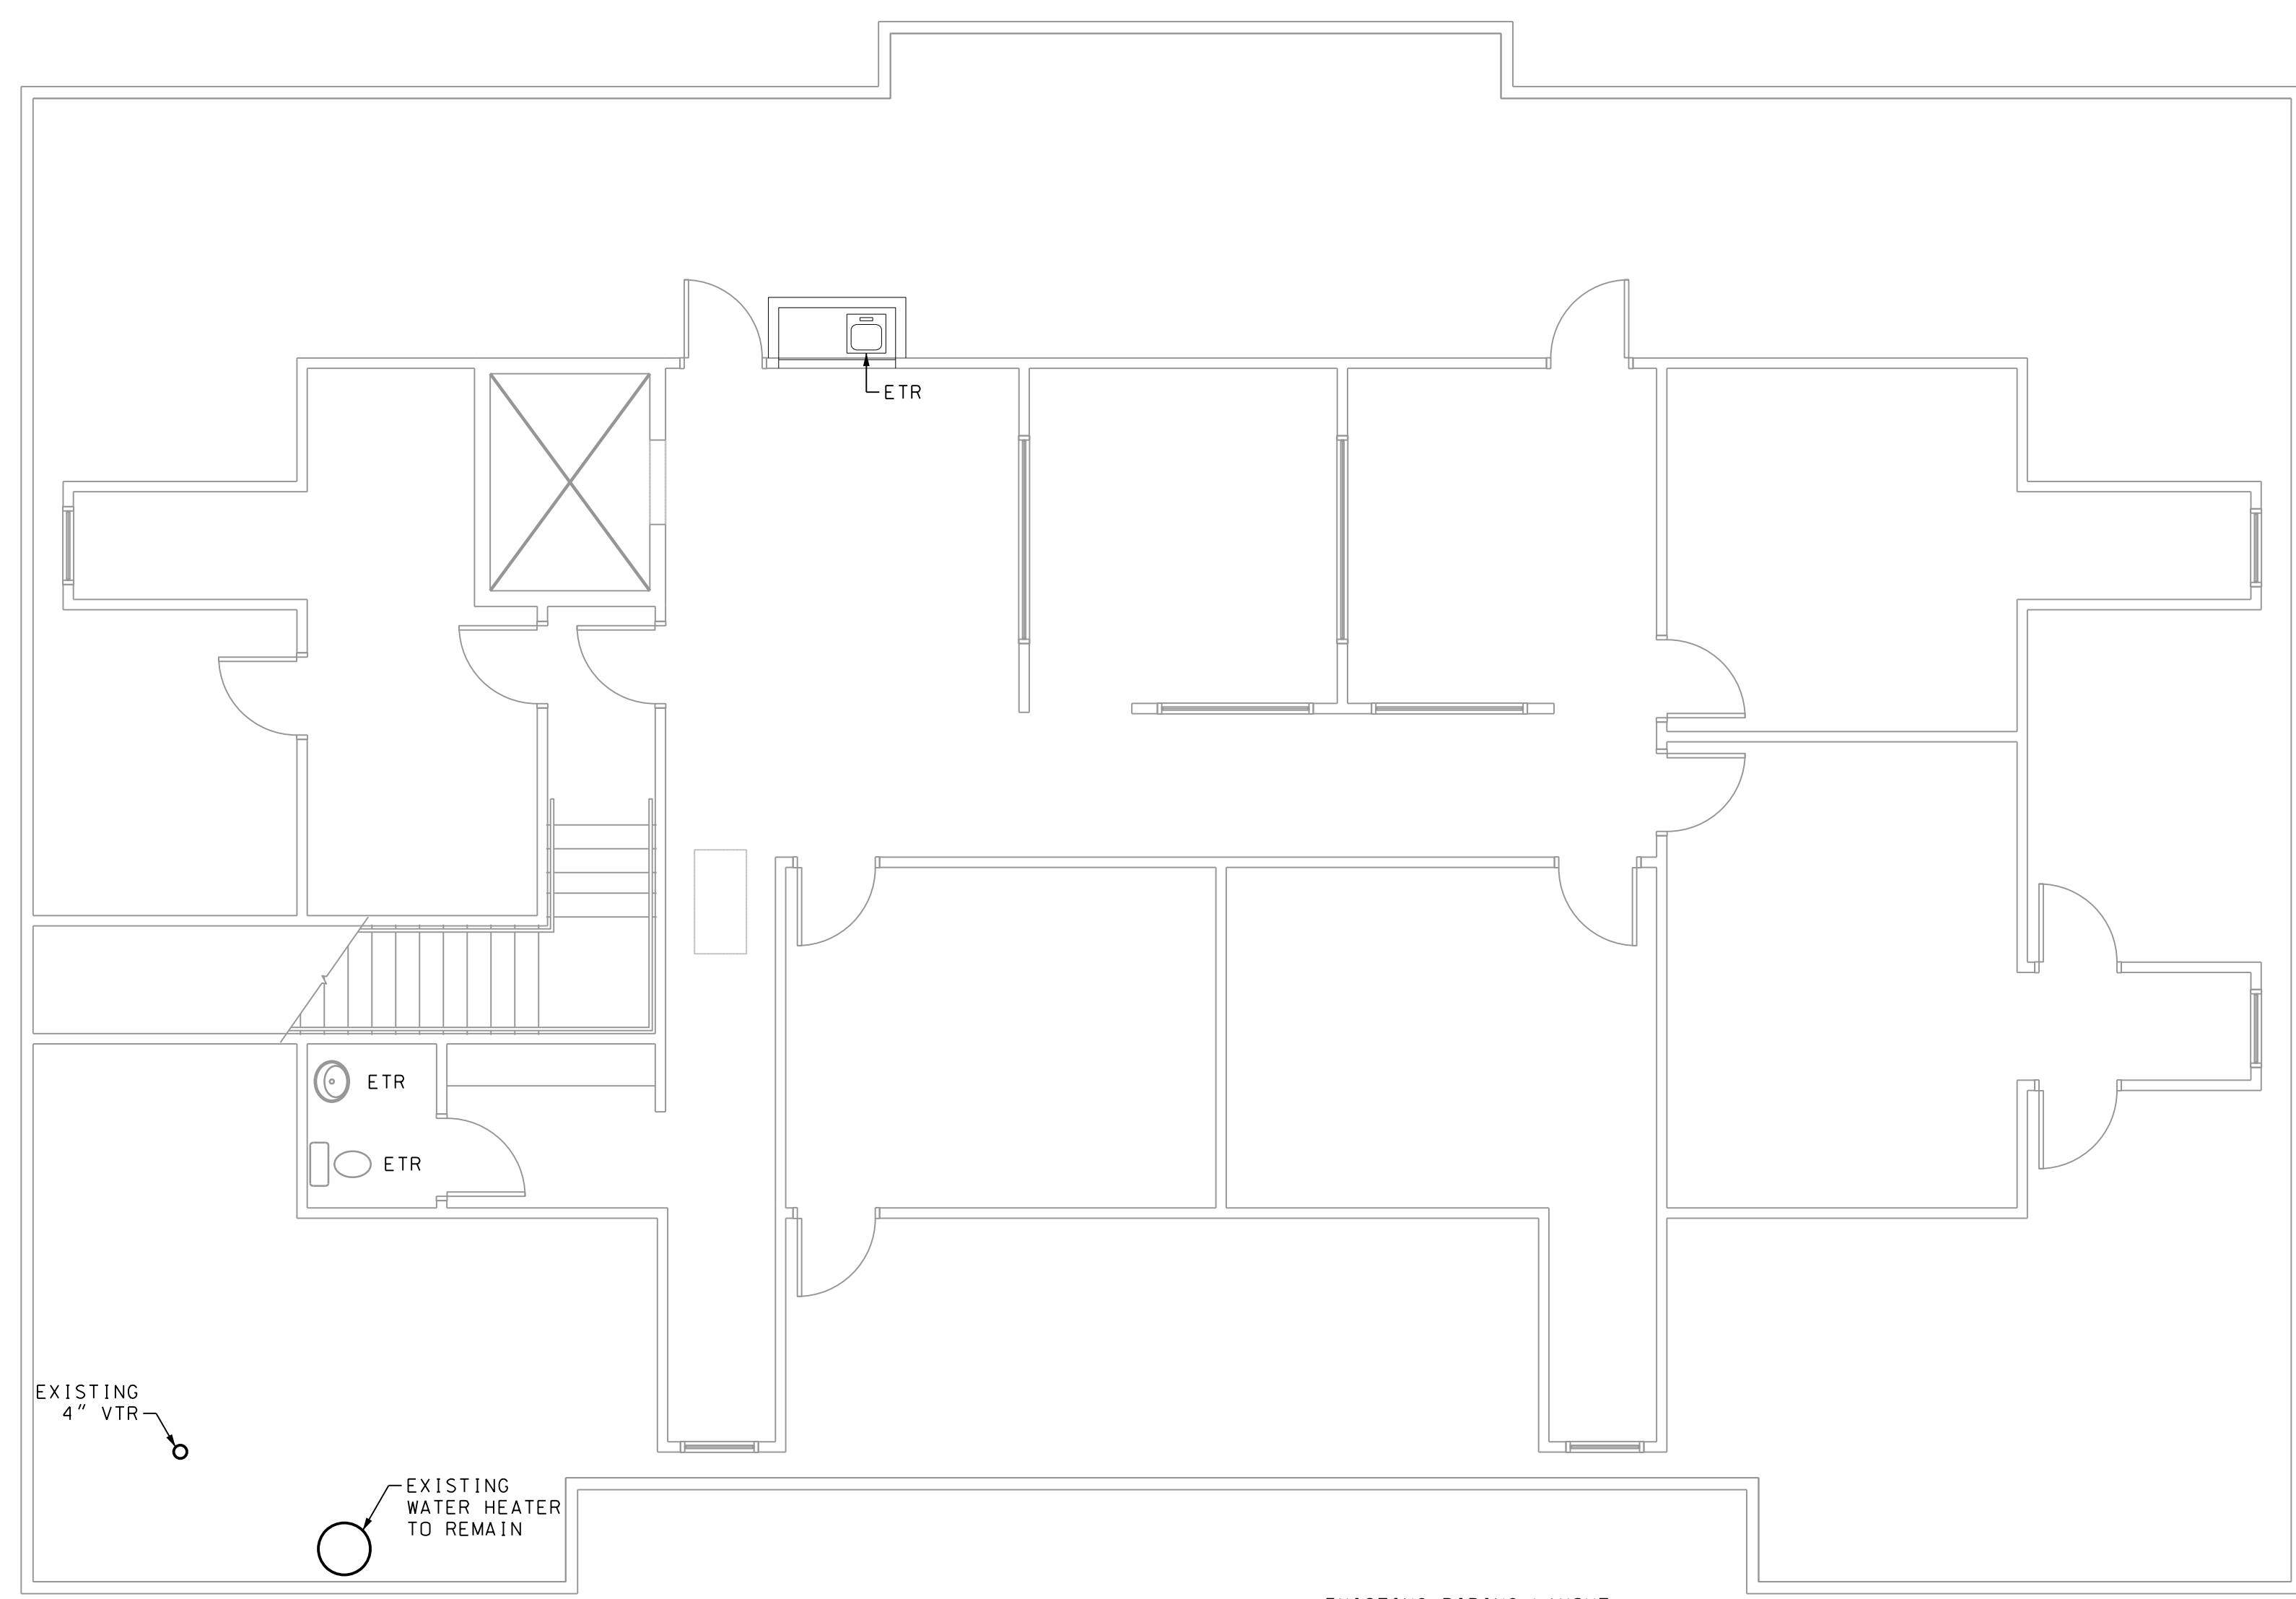 ETR
ETR
ETR
EXISTING
4" VTR
EXISTING
WATER HEATER
TO REMAIN